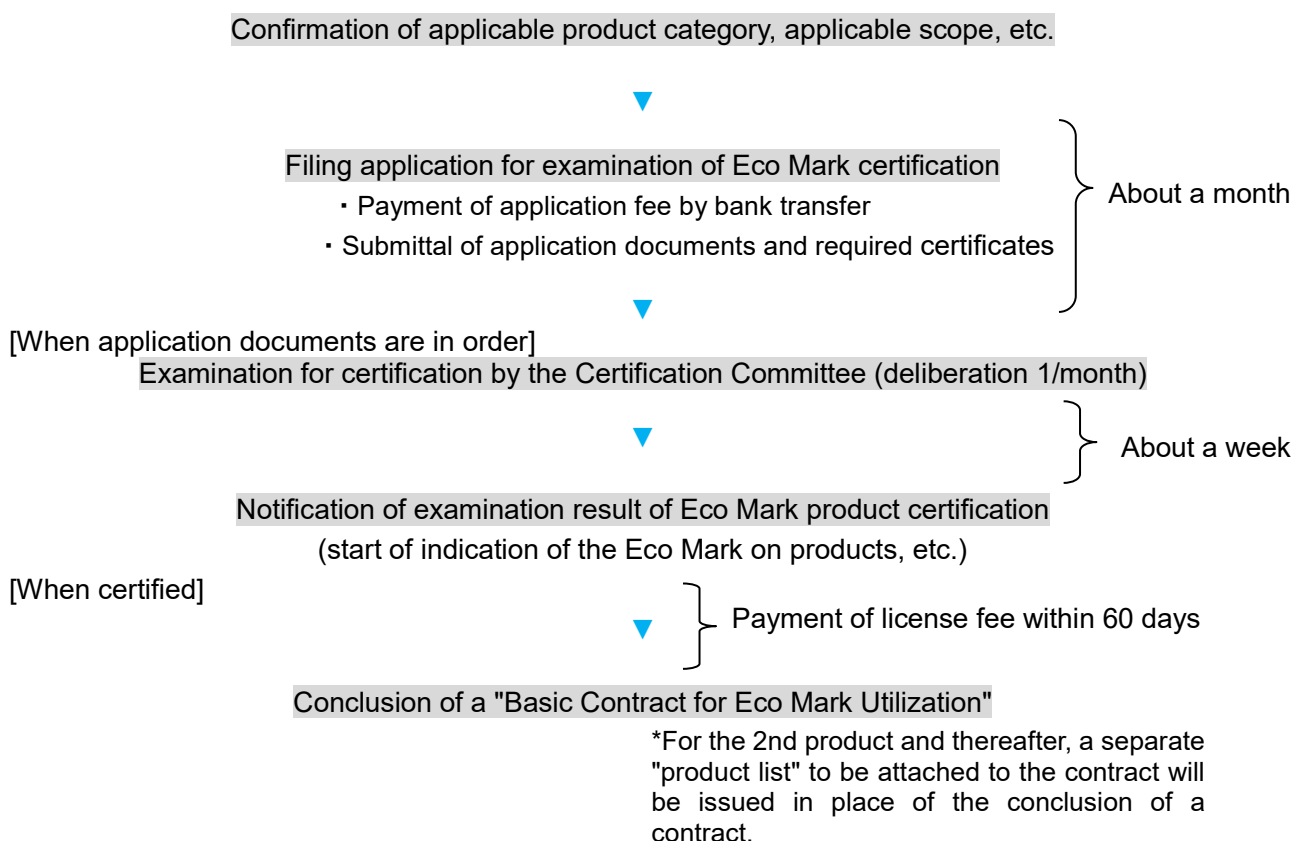 Confirmation of applicable product category, applicable scope, etc.
▼
Filing application for examination of Eco Mark certification
・Payment of application fee by bank transfer
About a month
・Submittal of application documents and required certificates
▼
[When application documents are in order]
Examination for certification by the Certification Committee (deliberation 1/month)
▼
About a week
Notification of examination result of Eco Mark product certification
(start of indication of the Eco Mark on products, etc.)
[When certified]
▼
Payment of license fee within 60 days
Conclusion of a "Basic Contract for Eco Mark Utilization"
*For the 2nd product and thereafter, a separate
"product list" to be attached to the contract will
be issued in place of the conclusion of a
contract.